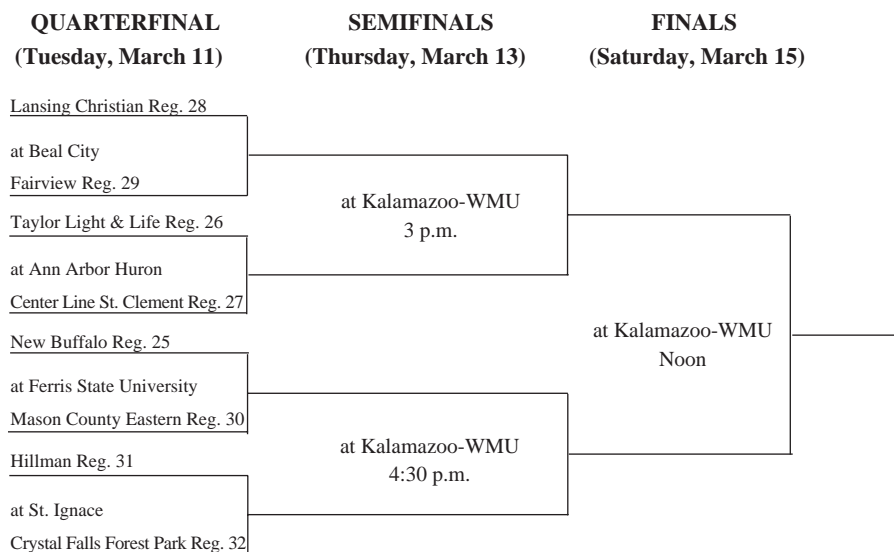 QUARTERFINAL
(Tuesday, March 11)
SEMIFINALS
(Thursday, March 13)
FINALS
(Saturday, March 15)
Lansing Christian Reg. 28
at Beal City
Fairview Reg. 29
Taylor Light & Life Reg. 26
at Ann Arbor Huron
Center Line St. Clement Reg. 27
New Buffalo Reg. 25
at Ferris State University
Mason County Eastern Reg. 30
Hillman Reg. 31
at St. Ignace
Crystal Falls Forest Park Reg. 32
at Kalamazoo-WMU
3 p.m.
at Kalamazoo-WMU
4:30 p.m.
at Kalamazoo-WMU
Noon